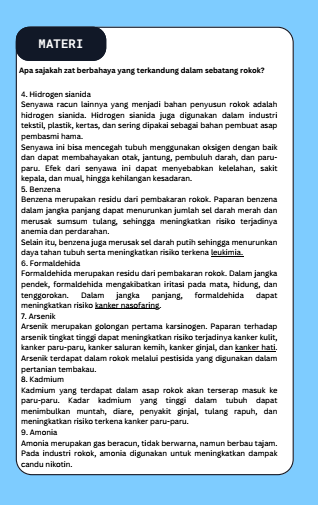 MATERI
Apa sajakah zat berbahaya yang terkandung dalam sebatang rokok?
4. Hidrogen sianida
Senyawa racun lainnya yang menjadi bahan penyusun rokok adalah
hidrogen sianida. Hidrogen sianida juga digunakan dalam industri
tekstil, plastik, kertas, dan sering dipakai sebagai bahan pembuat asap
pembasmi hama.
Senyawa ini bisa mencegah tubuh menggunakan oksigen dengan baik
dan dapat membahayakan otak, jantung, pembuluh darah, dan paru-
paru. Efek dari senyawa ini dapat menyebabkan kelelahan, sakit
kepala, dan mual, hingga kehilangan kesadaran.
5. Benzena
Benzena merupakan residu dari pembakaran rokok. Paparan benzena
dalam jangka panjang dapat menurunkan jumlah sel darah merah dan
merusak sumsum tulang, sehingga meningkatkan risiko terjadinya
anemia dan perdarahan.
Selain itu, benzena juga merusak sel darah putih sehingga menurunkan
daya tahan tubuh serta meningkatkan risiko terkena leukimia.
6. Formaldehida
Formaldehida merupakan residu dari pembakaran rokok. Dalam jangka
pendek, formaldehida mengakibatkan iritasi pada mata, hidung, dan
tenggorokan. Dalam jangka panjang, formaldehida dapat
meningkatkan risiko kanker nasofaring.
7. Arsenik
Arsenik merupakan golongan pertama karsinogen. Paparan terhadap
arsenik tingkat tinggi dapat meningkatkan risiko terjadinya kanker kulit,
kanker paru-paru, kanker saluran kemih, kanker ginjal, dan kanker hati.
Arsenik terdapat dalam rokok melalui pestisida yang digunakan dalam
pertanian tembakau.
8. Kadmium
Kadmium yang terdapat dalam asap rokok akan terserap masuk ke
paru-paru. Kadar kadmium yang tinggi dalam tubuh dapat
menimbulkan muntah, diare, penyakit ginjal, tulang rapuh, dan
meningkatkan risiko terkena kanker paru-paru.
9. Amonia
Amonia merupakan gas beracun, tidak berwarna, namun berbau tajam.
Pada industri rokok, amonia digunakan untuk meningkatkan dampak
candu nikotin.